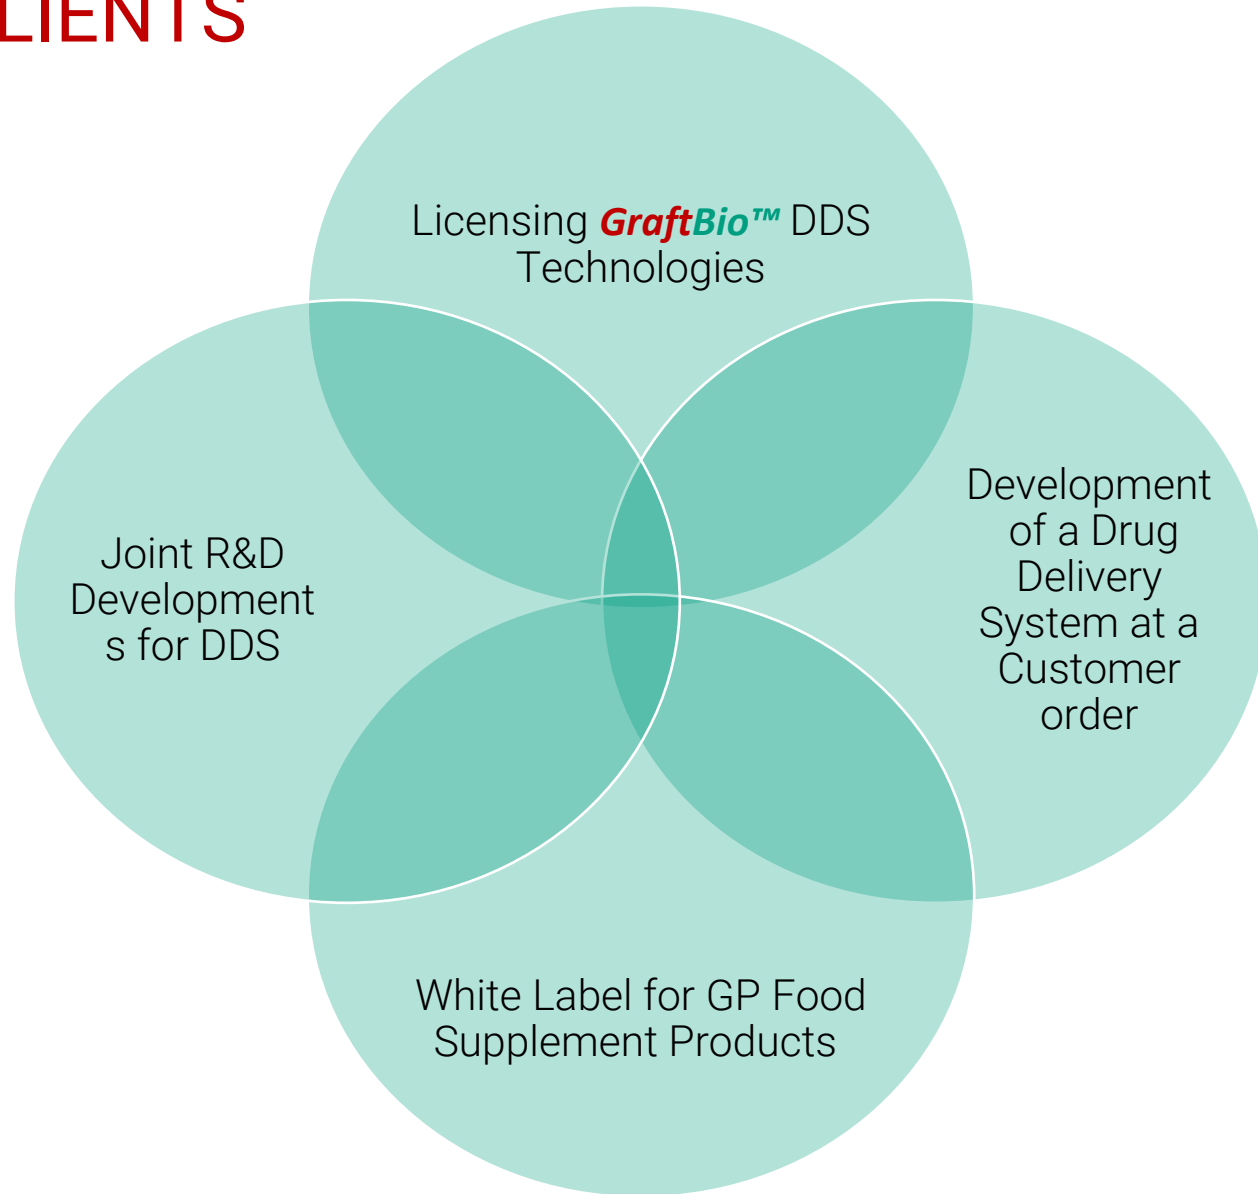 LIENTS
Licensing GraftBio™ DDS
Technologies
Joint R&D
Development
s for DDS
Development
of a Drug
Delivery
System at a
Customer
order
White Label for GP Food
Supplement Products